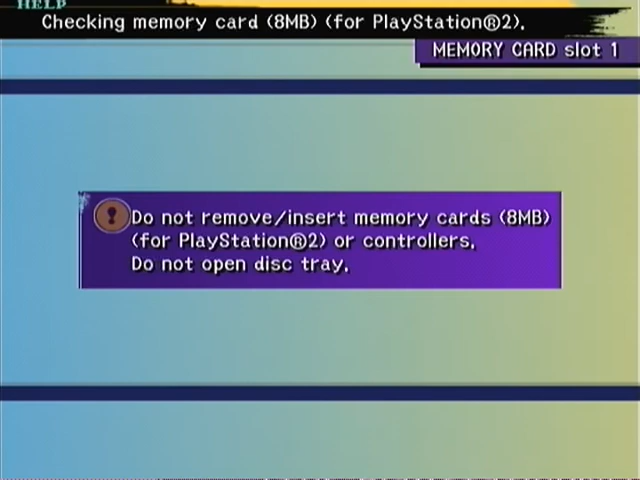 HELP
Checking memory card (8MB) (for PlayStation®2).
MEMORY CARD slot 1
Do not remove/insert memory cards (8MB)
(for PlayStation®2) or controllers.
Do not open disc tray.